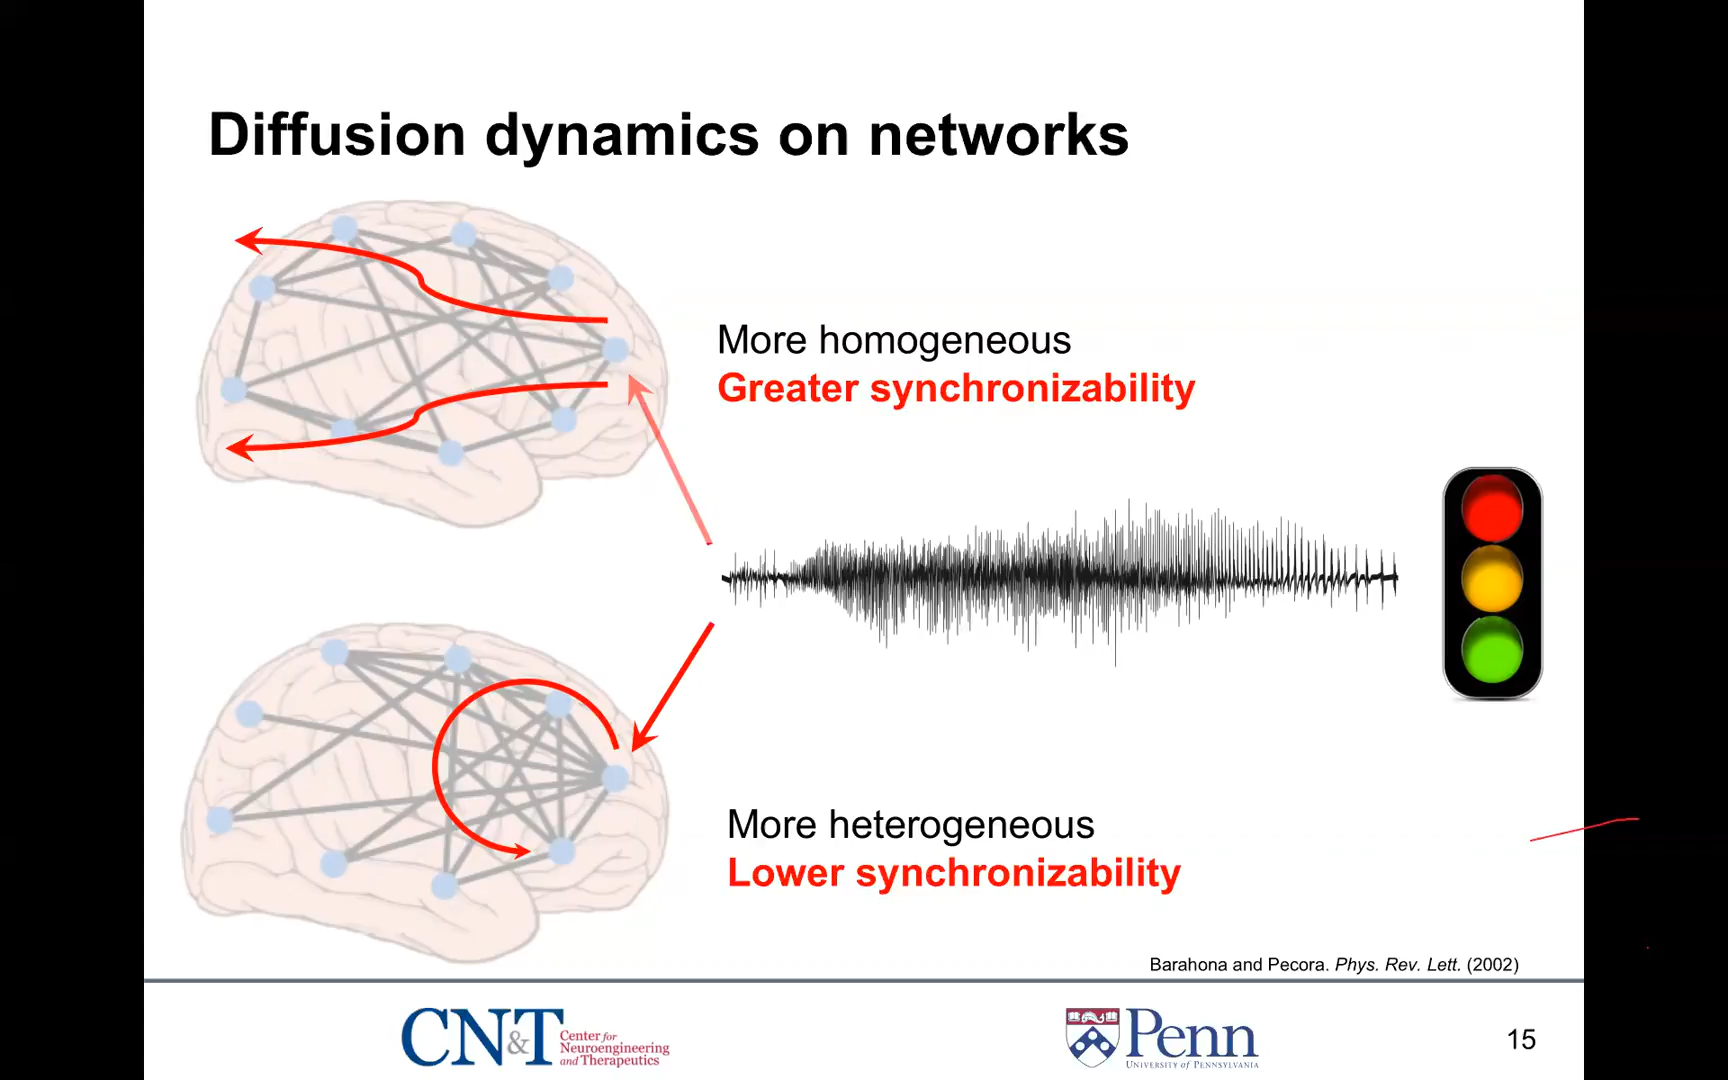 Diffusion dynamics on networks
More homogeneous
Greater synchronizability
More heterogeneous
Lower synchronizability
Barahona and Pecora. Phys. Rev. Lett. (2002)
CN&T
Center for
Neuroengineering
and Therapeutics
Penn
UNIVERSITY of PENNSYLVANIA
15